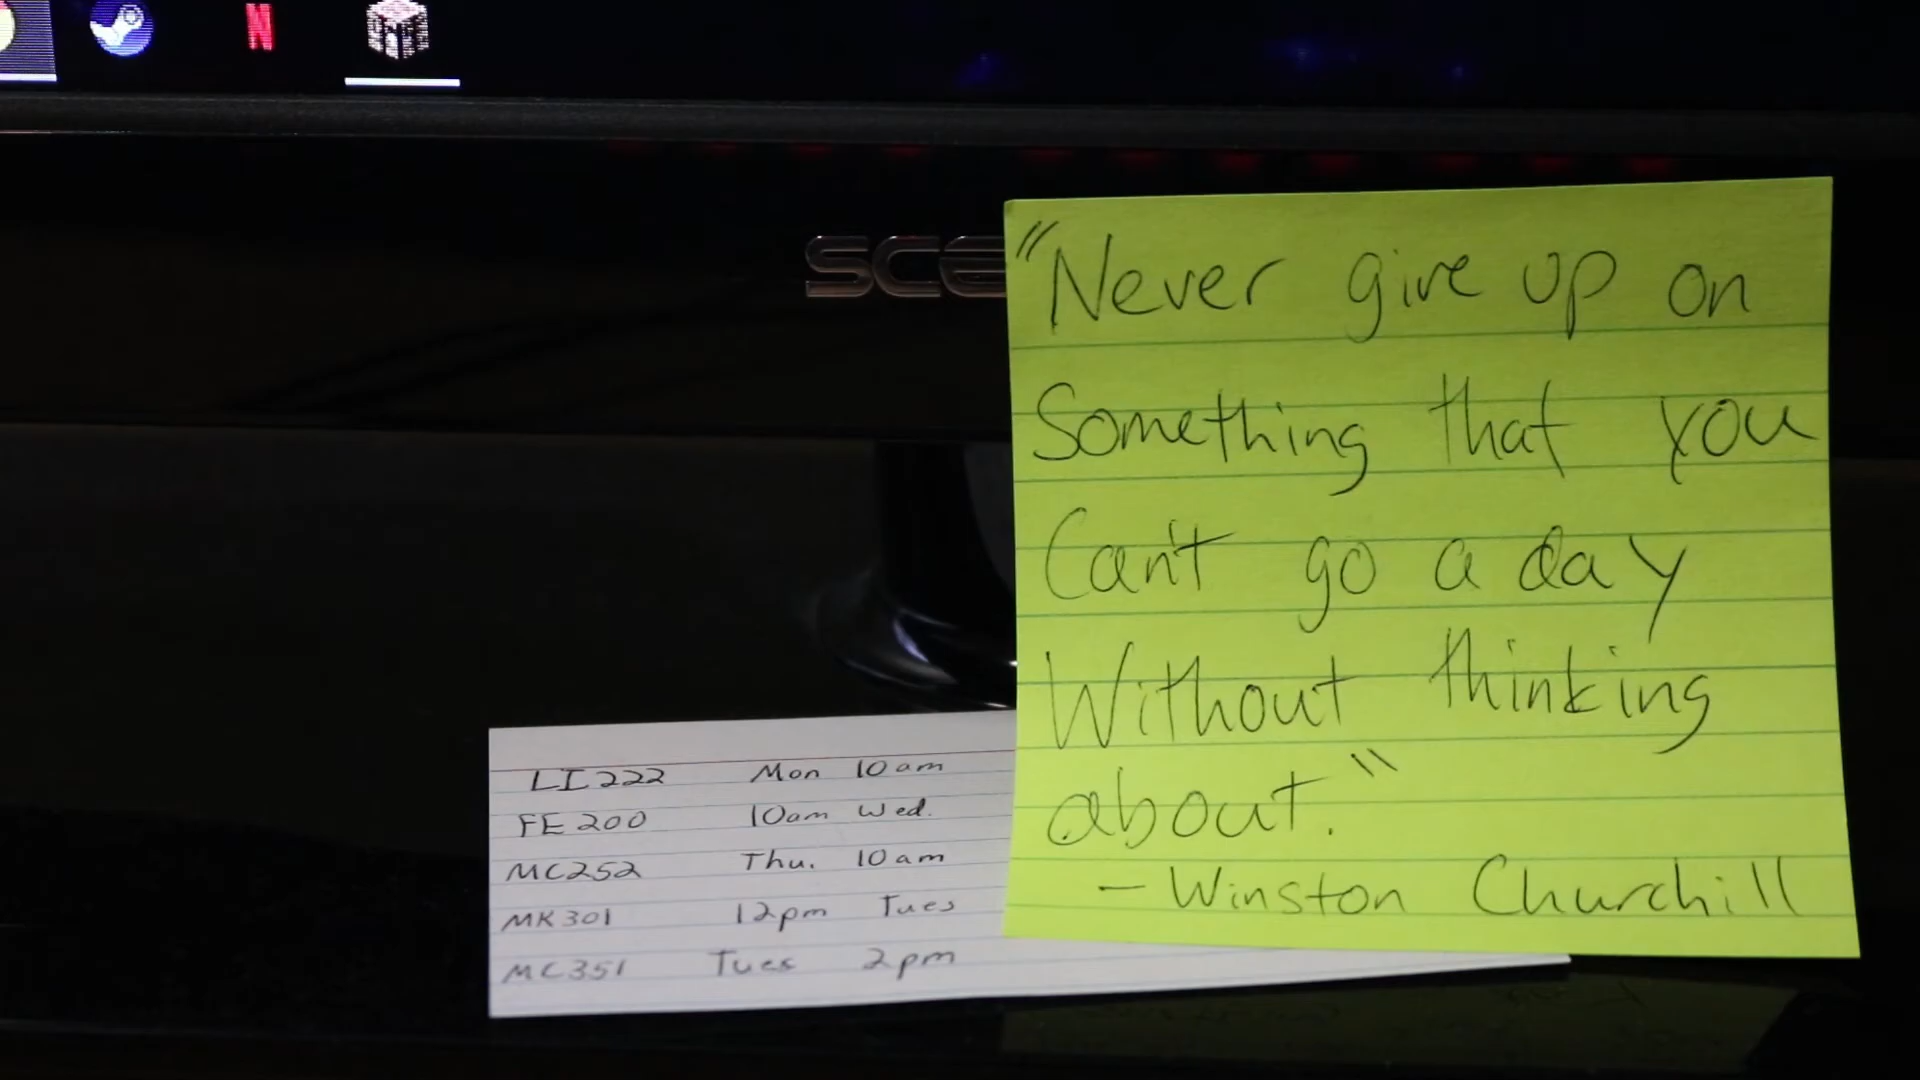 N
SCE
"Never give up on
Something that you
Can't go a day
Without thinking
about."
- Winston Churchill
LI222 Mon 10am
FE200 10am Wed.
MC252 Thu. 10am
MK301 12pm Tues
MC351 Tues 2pm